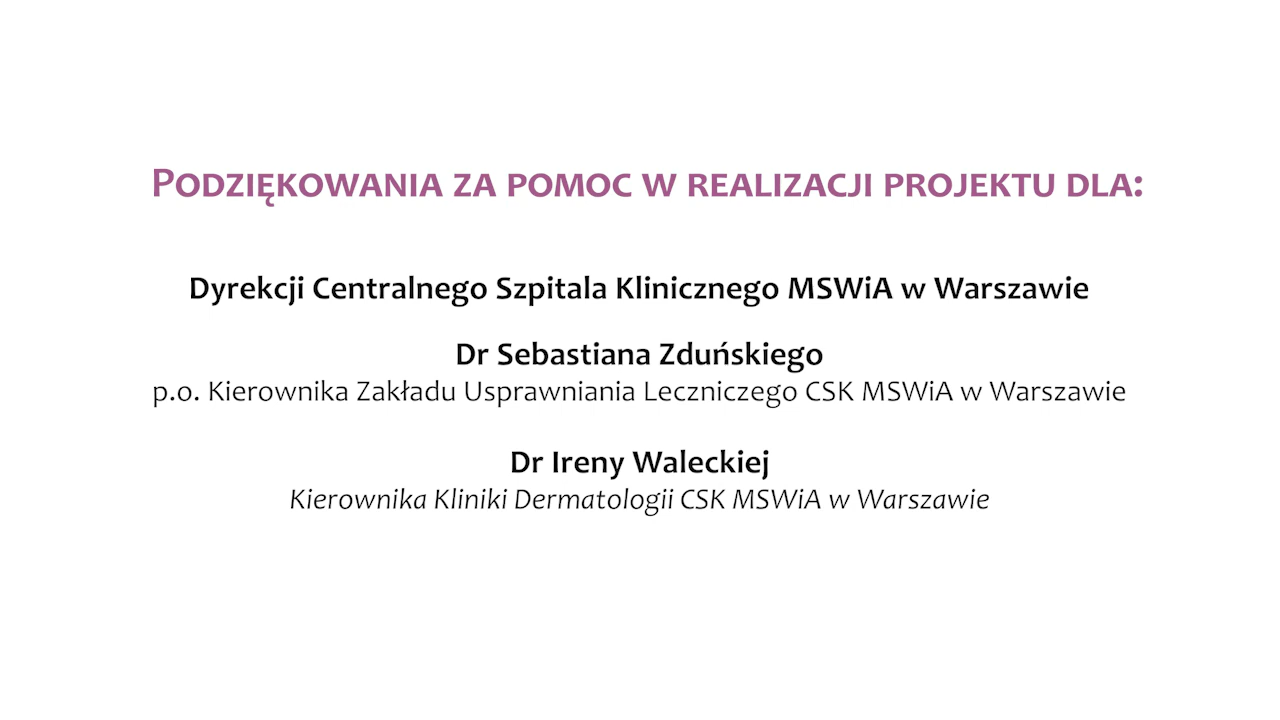 Podziękowania za pomoc w realizacji projektu dla:
Dyrekcji Centralnego Szpitala Klinicznego MSWiA w Warszawie
Dr Sebastiana Zduńskiego
p.o. Kierownika Zakładu Usprawniania Leczniczego CSK MSWiA w Warszawie
Dr Ireny Waleckiej
Kierownika Kliniki Dermatologii CSK MSWiA w Warszawie